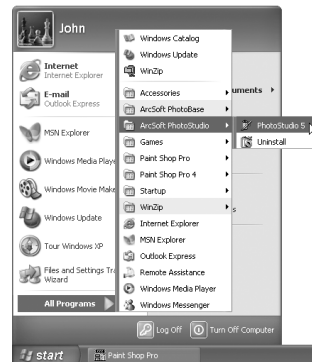 John
Internet
Internet Explorer
E-mail
Outlook Express
MSN Explorer
Windows Media Playe
Windows Movie Make
Windows Update
Tour Windows XP
Files and Settings Tra
Wizard
All Programs
Windows Catalog
Windows Update
WinZip
Accessories
ArcSoft PhotoBase
ArcSoft PhotoStudio
Games
Paint Shop Pro
Paint Shop Pro 4
Startup
WinZip
Internet Explorer
MSN Explorer
Outlook Express
Remote Assistance
Windows Media Player
Windows Messenger
uments
s
PhotoStudio 5
Uninstall
Log Off
Turn Off Computer
start
Paint Shop Pro